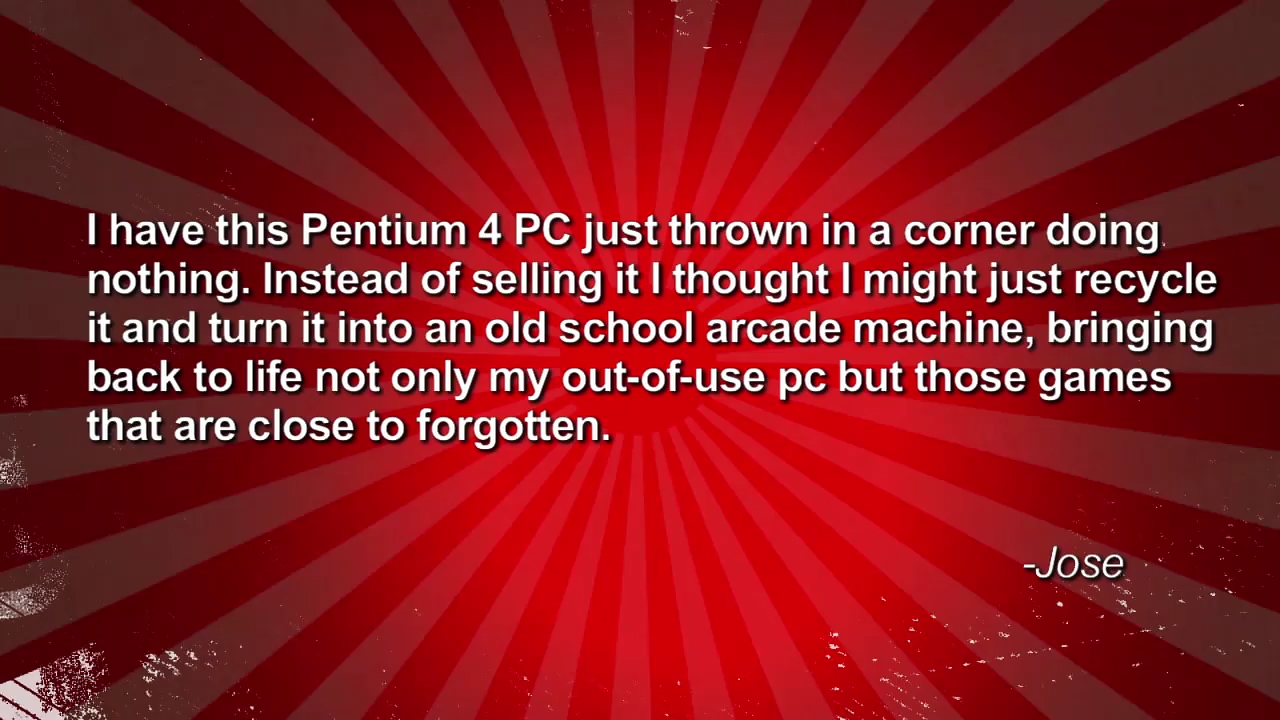 I have this Pentium 4 PC just thrown in a corner doing
nothing. Instead of selling it I thought I might just recycle
it and turn it into an old school arcade machine, bringing
back to life not only my out-of-use pc but those games
that are close to forgotten.
-Jose